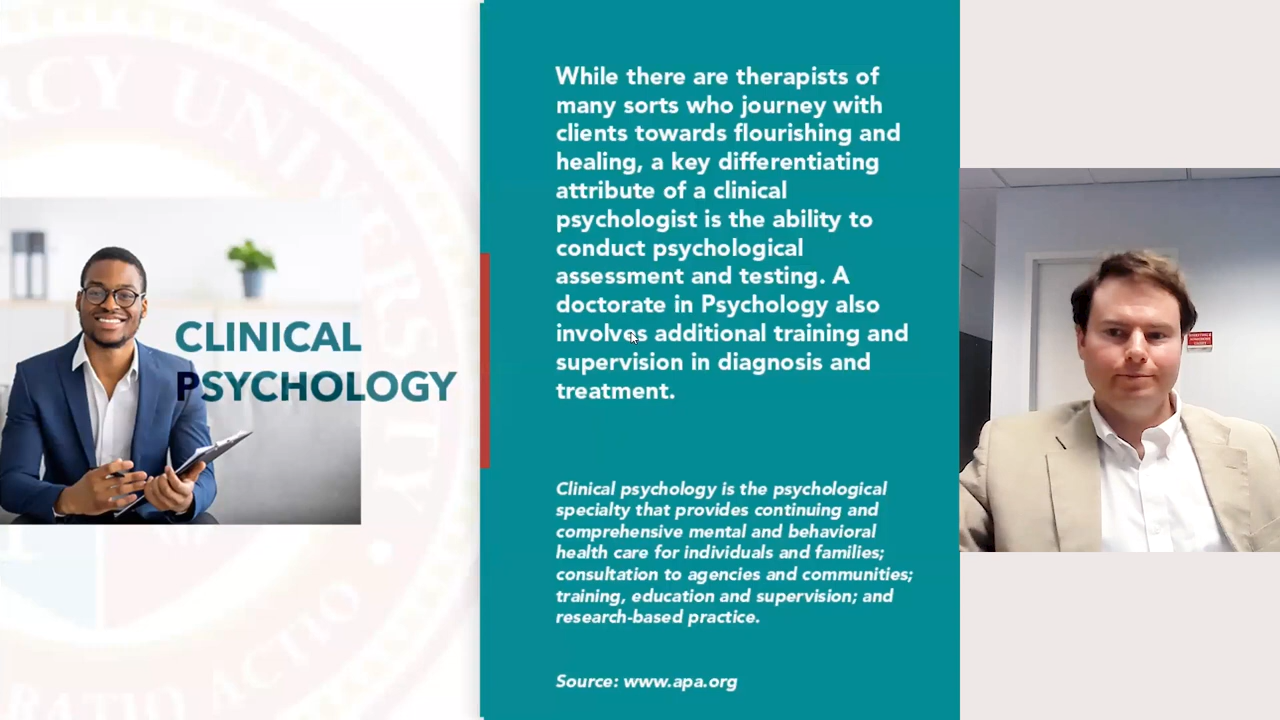 RCY UNIVERSITY
CLINICAL
PSYCHOLOGY
RATIO ACTIO
While there are therapists of
many sorts who journey with
clients towards flourishing and
healing, a key differentiating
attribute of a clinical
psychologist is the ability to
conduct psychological
assessment and testing. A
doctorate in Psychology also
involves additional training and
supervision in diagnosis and
treatment.
Clinical psychology is the psychological
specialty that provides continuing and
comprehensive mental and behavioral
health care for individuals and families;
consultation to agencies and communities;
training, education and supervision; and
research-based practice.
Source: www.apa.org